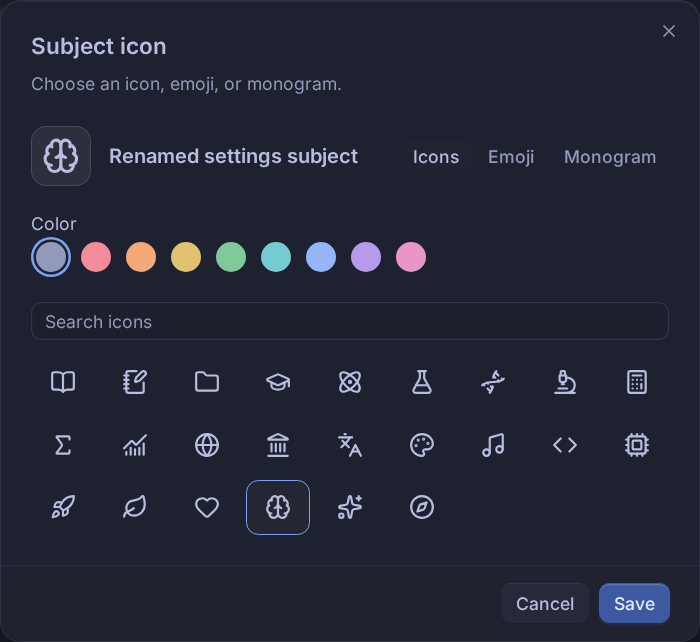 Subject icon
Choose an icon, emoji, or monogram.
Renamed settings subject
Icons Emoji Monogram
Color
Search icons
Cancel Save